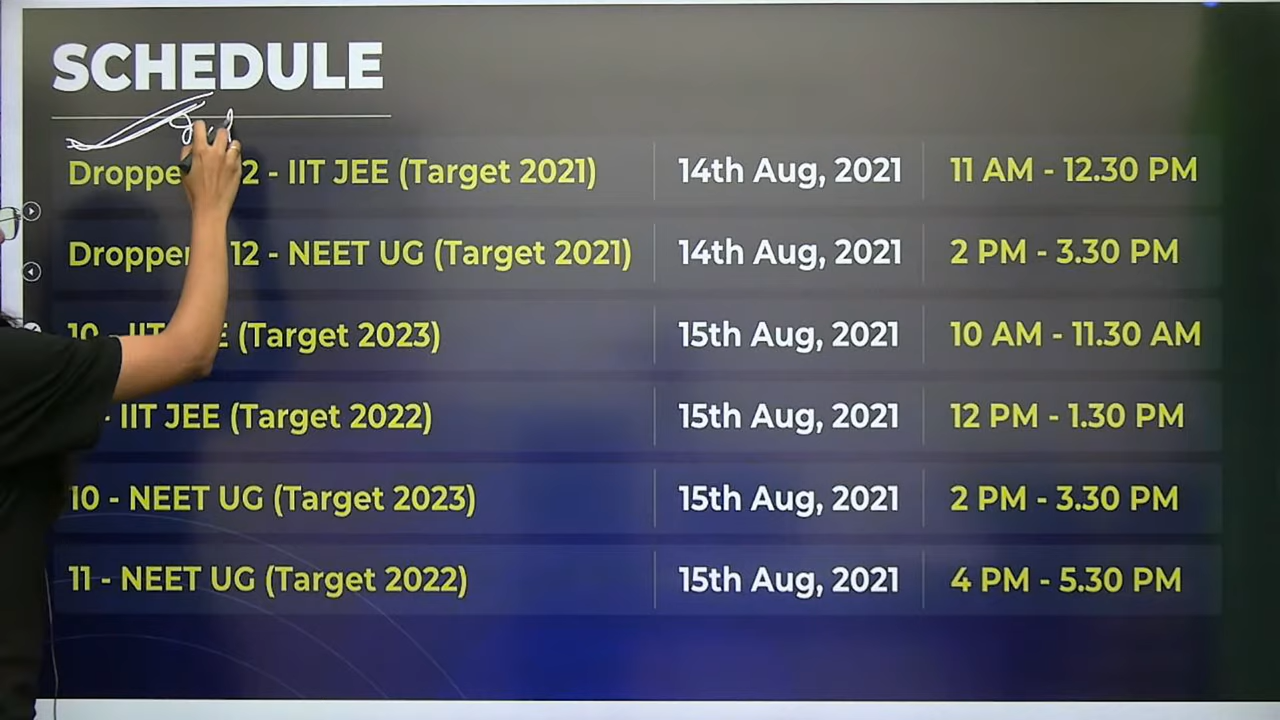 SCHEDULE
Droppe 2 - IIT JEE (Target 2021) 14th Aug, 2021 11 AM - 12.30 PM
Dropper 12 - NEET UG (Target 2021) 14th Aug, 2021 2 PM - 3.30 PM
10 - IIT E (Target 2023) 15th Aug, 2021 10 AM - 11.30 AM
- IIT JEE (Target 2022) 15th Aug, 2021 12 PM - 1.30 PM
10 - NEET UG (Target 2023) 15th Aug, 2021 2 PM - 3.30 PM
11 - NEET UG (Target 2022) 15th Aug, 2021 4 PM - 5.30 PM